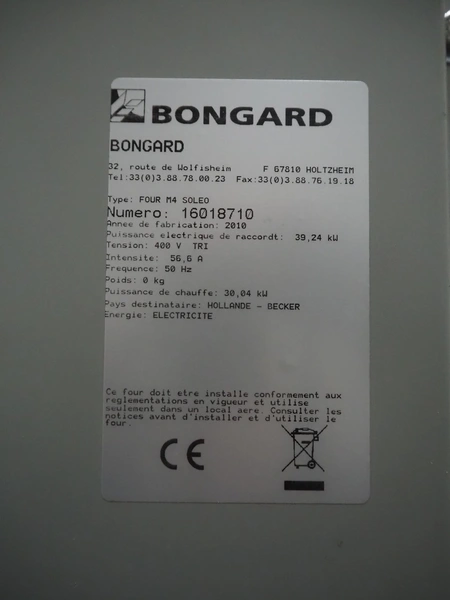 BONGARD
BONGARD
32, route de Wolfisheim F 67810 HOLTZHEIM
Tel:33(0)3.88.78.00.23 Fax:33(0)3.88.76.19.18
Type: FOUR M4 SOLEO
Numero: 16018710
Annee de fabrication: 2010
Puissance electrique de raccordt: 39,24 kW
Tension: 400 V TRI
Intensite: 56,6 A
Frequence: 50 Hz
Poids: 0 kg
Puissance de chauffe: 30,04 kW
Pays destinataire: HOLLANDE - BECKER
Energie: ELECTRICITE
Ce four doit etre installe conformement aux
reglementations en vigueur et utilise
seulement dans un local aere. Consulter les
notices avant d'installer et d'utiliser le
four.
CE